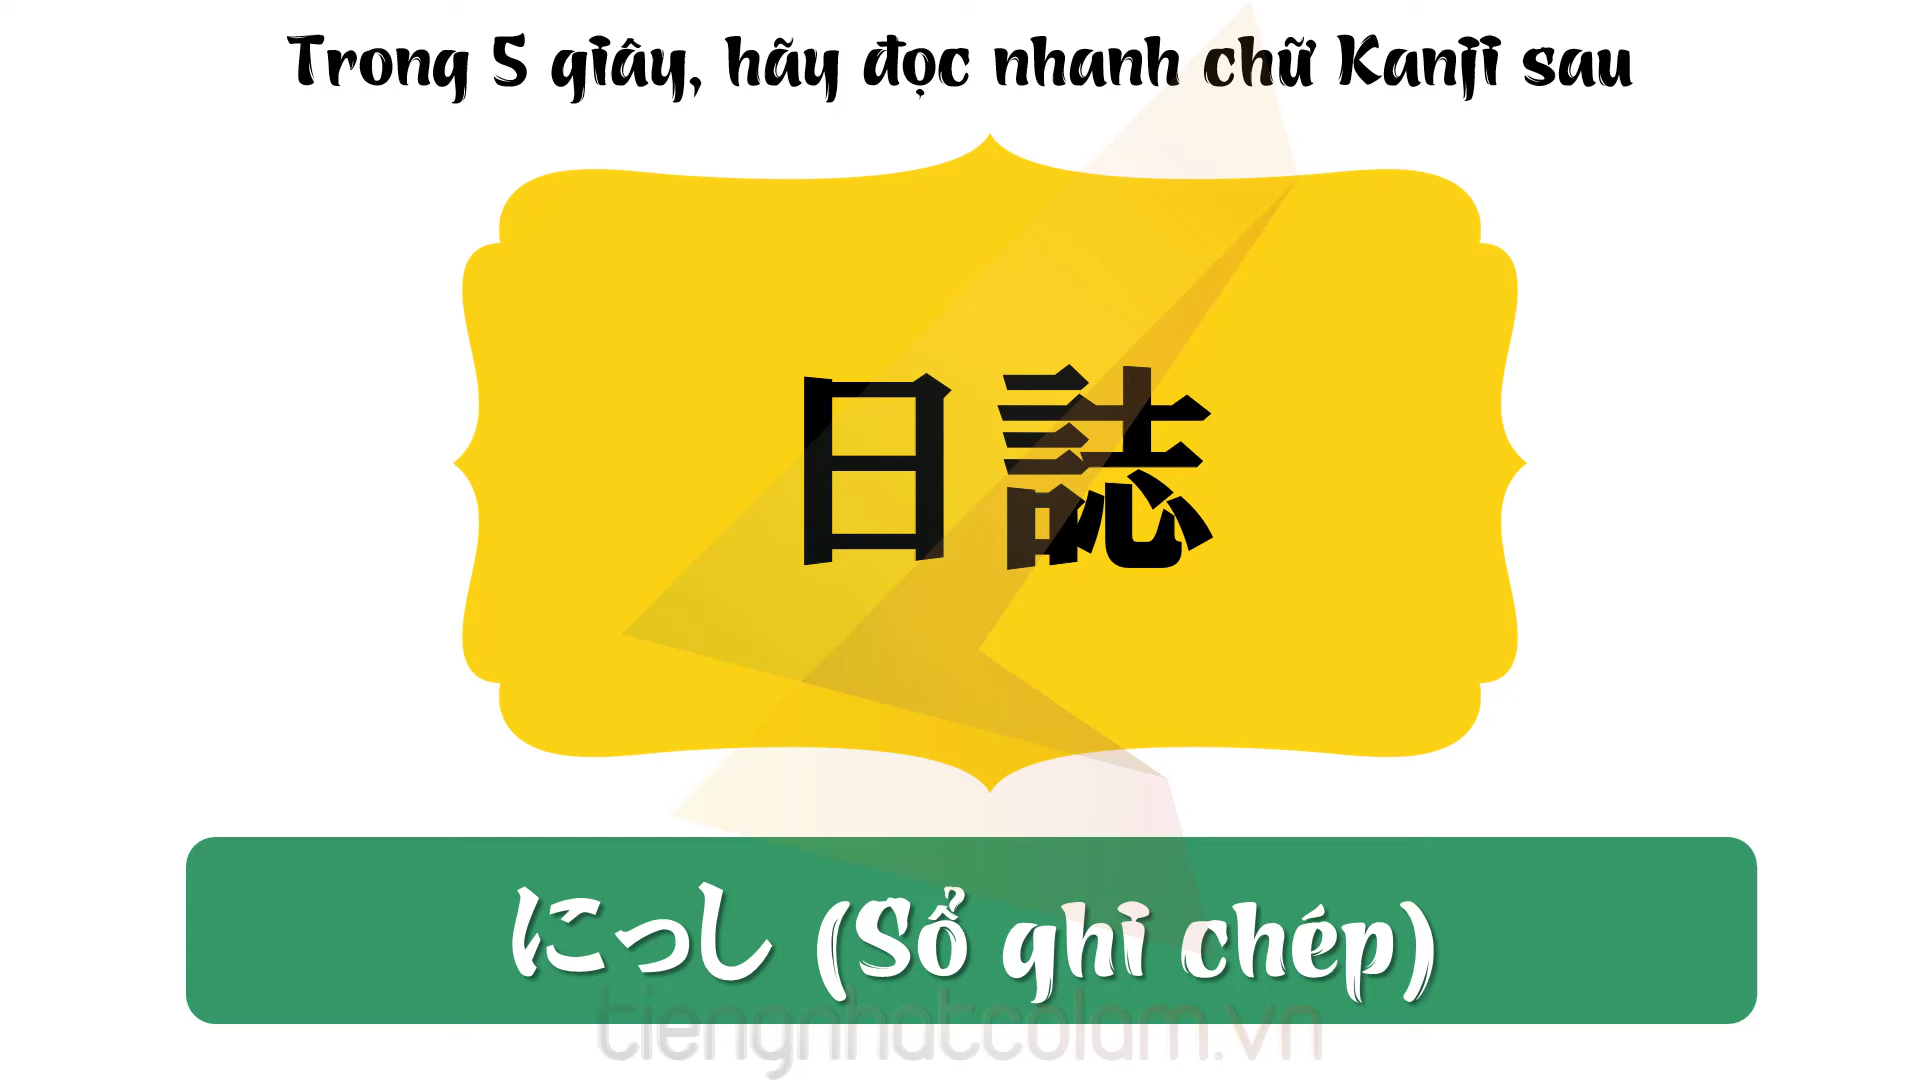 Trong 5 giây, hãy đọc nhanh chữ Kanji sau
日誌
にっし (Sổ ghi chép)
tiengnhatcolam.vn